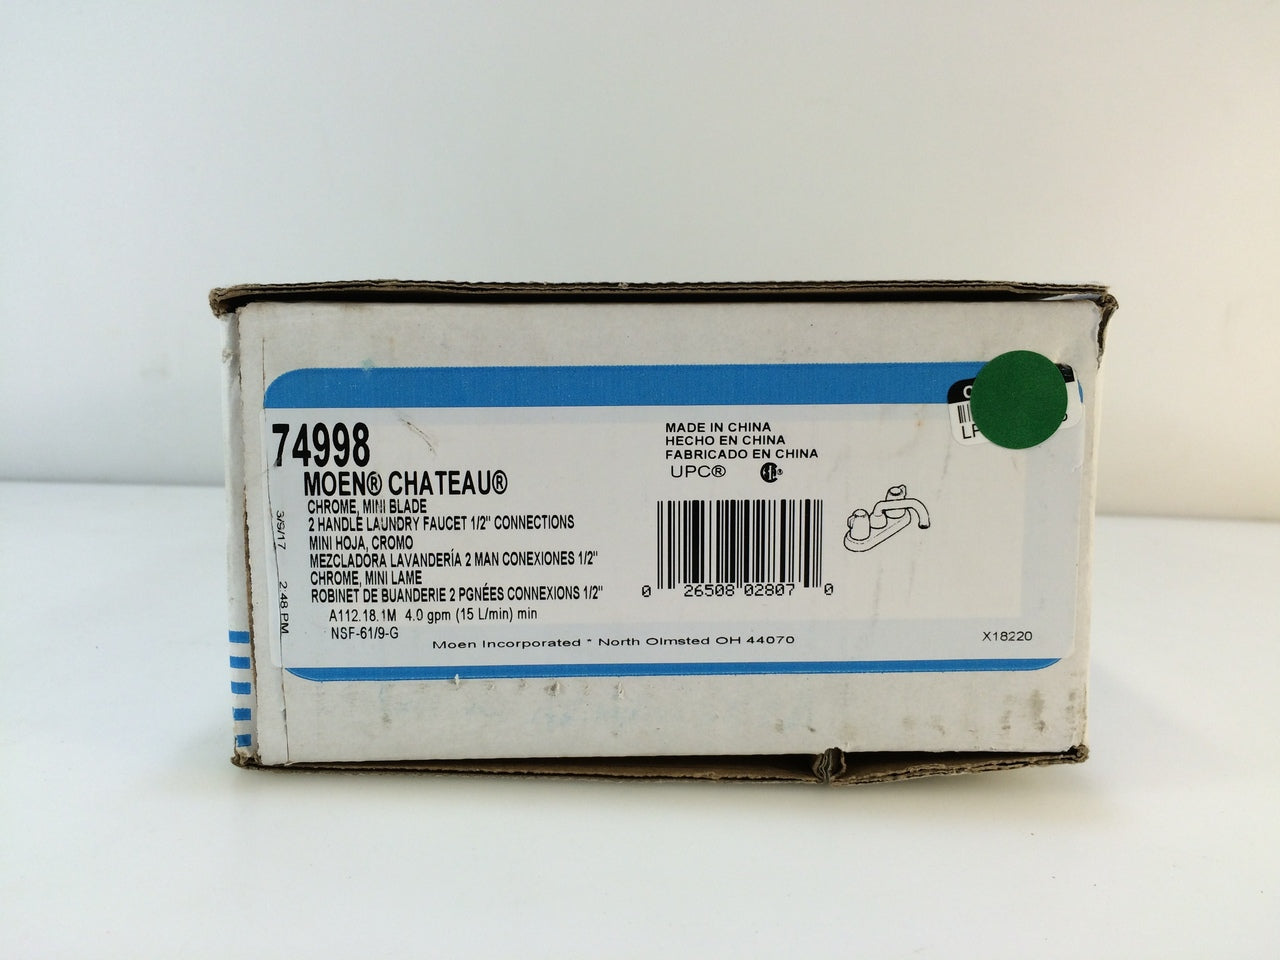 74998
MOEN® CHATEAU®
CHROME, MINI BLADE
2 HANDLE LAUNDRY FAUCET 1/2" CONNECTIONS
MINI HOJA, CROMO
MEZCLADORA LAVANDERÍA 2 MAN CONEXIONES 1/2"
CHROME, MINI LAME
ROBINET DE BUANDERIE 2 PGNÉES CONNEXIONS 1/2"
A112.18.1M 4.0 gpm (15 L/min) min
NSF-61/9-G
3/9/17 2:48 PM
MADE IN CHINA
HECHO EN CHINA
FABRICADO EN CHINA
UPC®
0 26508 02807 0
Moen Incorporated * North Olmsted OH 44070
X18220